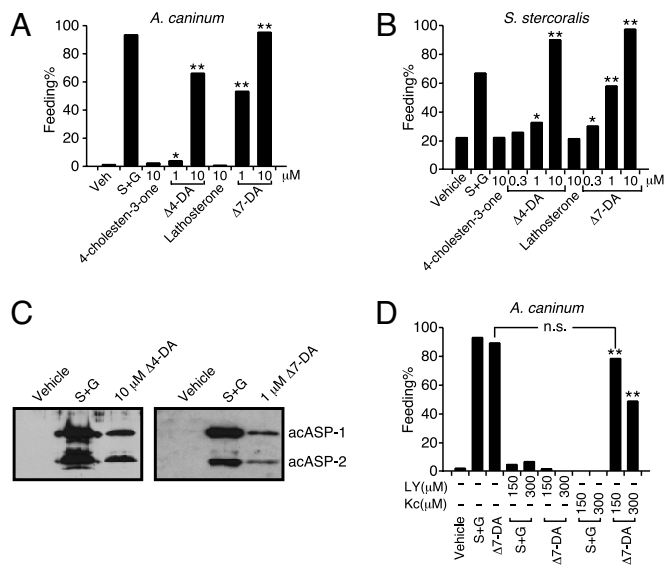 A
A. caninum
Feeding%
100
80
60
40
20
0
*
**
**
**
Veh
S+G
10
1
10
10
1
10
μM
4-cholesten-3-one
Δ4-DA
Lathosterone
Δ7-DA
B
S. stercoralis
Feeding%
100
80
60
40
20
0
*
**
*
**
**
Vehicle
S+G
10
0.3
1
10
10
0.3
1
10
μM
4-cholesten-3-one
Δ4-DA
Lathosterone
Δ7-DA
C
Vehicle
S+G
10 μM Δ4-DA
Vehicle
S+G
1 μM Δ7-DA
acASP-1
acASP-2
D
A. caninum
n.s.
Feeding%
100
80
60
40
20
0
**
**
LY(μM) - - - 150 300 150 300 - - - -
Kc(μM) - - - - - - - 150 300 150 300
Vehicle
S+G
Δ7-DA
S+G
Δ7-DA
S+G
Δ7-DA